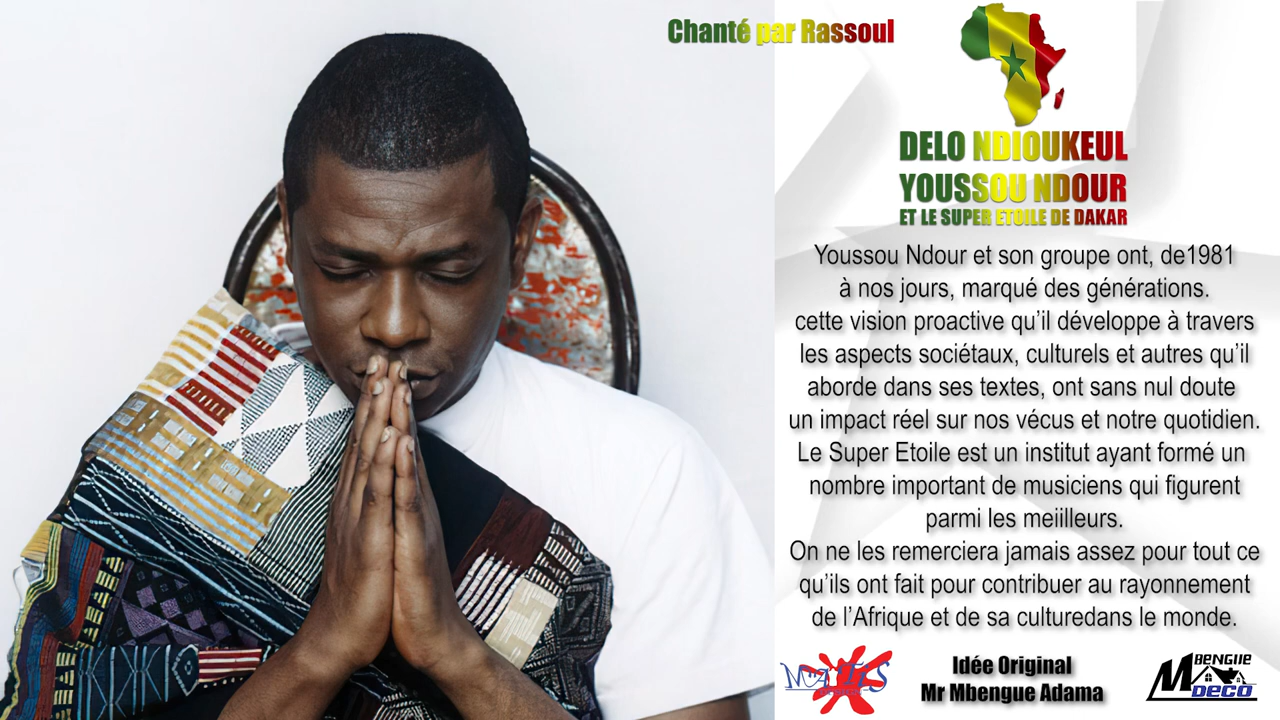 Chanté par Rassoul
DELO NDIOUKEUL
YOUSSOU NDOUR
ET LE SUPER ETOILE DE DAKAR
Youssou Ndour et son groupe ont, de1981
à nos jours, marqué des générations.
cette vision proactive qu'il développe à travers
les aspects sociétaux, culturels et autres qu'il
aborde dans ses textes, ont sans nul doute
un impact réel sur nos vécus et notre quotidien.
Le Super Etoile est un institut ayant formé un
nombre important de musiciens qui figurent
parmi les meiilleurs.
On ne les remerciera jamais assez pour tout ce
qu'ils ont fait pour contribuer au rayonnement
de l'Afrique et de sa culturedans le monde.
Idée Original
Mr Mbengue Adama
MBENGUE
DECO